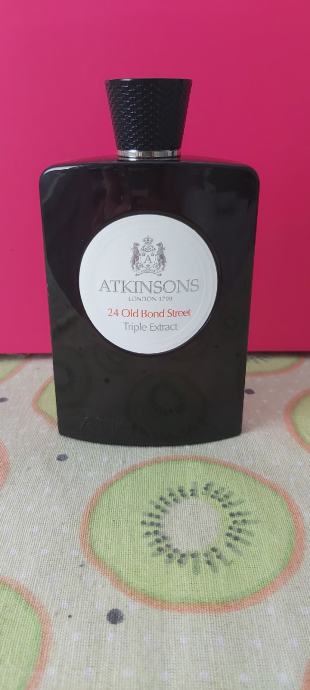 A
ATKINSONS
LONDON 1799
24 Old Bond Street
Triple Extract